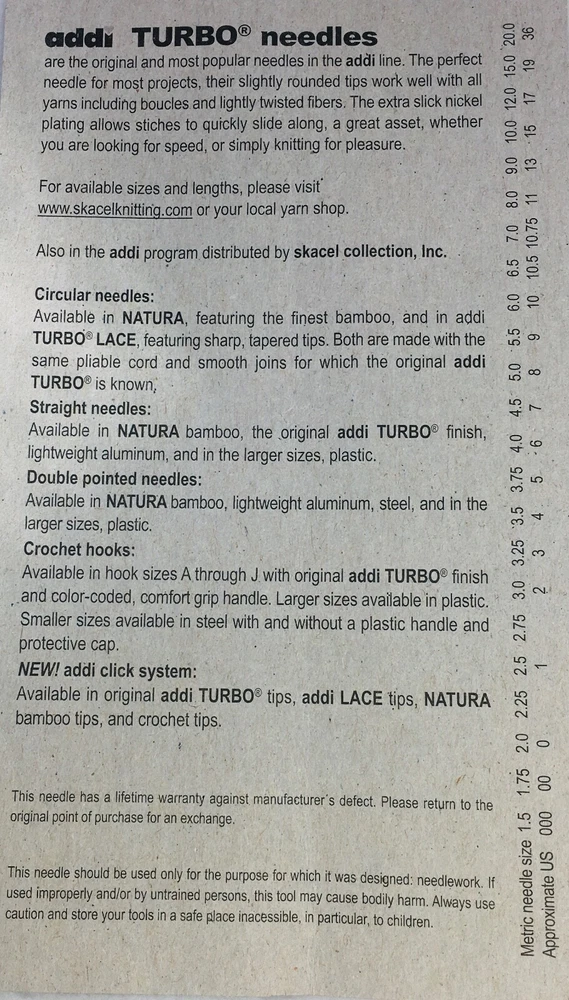 addi TURBO® needles
are the original and most popular needles in the addi line. The perfect
needle for most projects, their slightly rounded tips work well with all
yarns including boucles and lightly twisted fibers. The extra slick nickel
plating allows stiches to quickly slide along, a great asset, whether
you are looking for speed, or simply knitting for pleasure.
For available sizes and lengths, please visit
www.skacelknitting.com or your local yarn shop.
Also in the addi program distributed by skacel collection, Inc.
Circular needles:
Available in NATURA, featuring the finest bamboo, and in addi
TURBO® LACE, featuring sharp, tapered tips. Both are made with the
same pliable cord and smooth joins for which the original addi
TURBO® is known.
Straight needles:
Available in NATURA bamboo, the original addi TURBO® finish,
lightweight aluminum, and in the larger sizes, plastic.
Double pointed needles:
Available in NATURA bamboo, lightweight aluminum, steel, and in the
larger sizes, plastic.
Crochet hooks:
Available in hook sizes A through J with original addi TURBO® finish
and color-coded, comfort grip handle. Larger sizes available in plastic.
Smaller sizes available in steel with and without a plastic handle and
protective cap.
NEW! addi click system:
Available in original addi TURBO® tips, addi LACE tips, NATURA
bamboo tips, and crochet tips.
This needle has a lifetime warranty against manufacturer's defect. Please return to the
original point of purchase for an exchange.
This needle should be used only for the purpose for which it was designed: needlework. If
used improperly and/or by untrained persons, this tool may cause bodily harm. Always use
caution and store your tools in a safe place inacessible, in particular, to children.
Metric needle size 1.5 1.75 2.0 2.25 2.5 2.75 3.0 3.25 3.5 3.75 4.0 4.5 5.0 5.5 6.0 6.5 7.0 8.0 9.0 10.0 12.0 15.0 20.0
Approximate US 000 00 0 1 2 3 4 5 6 7 8 9 10 10.5 10.75 11 13 15 17 19 36